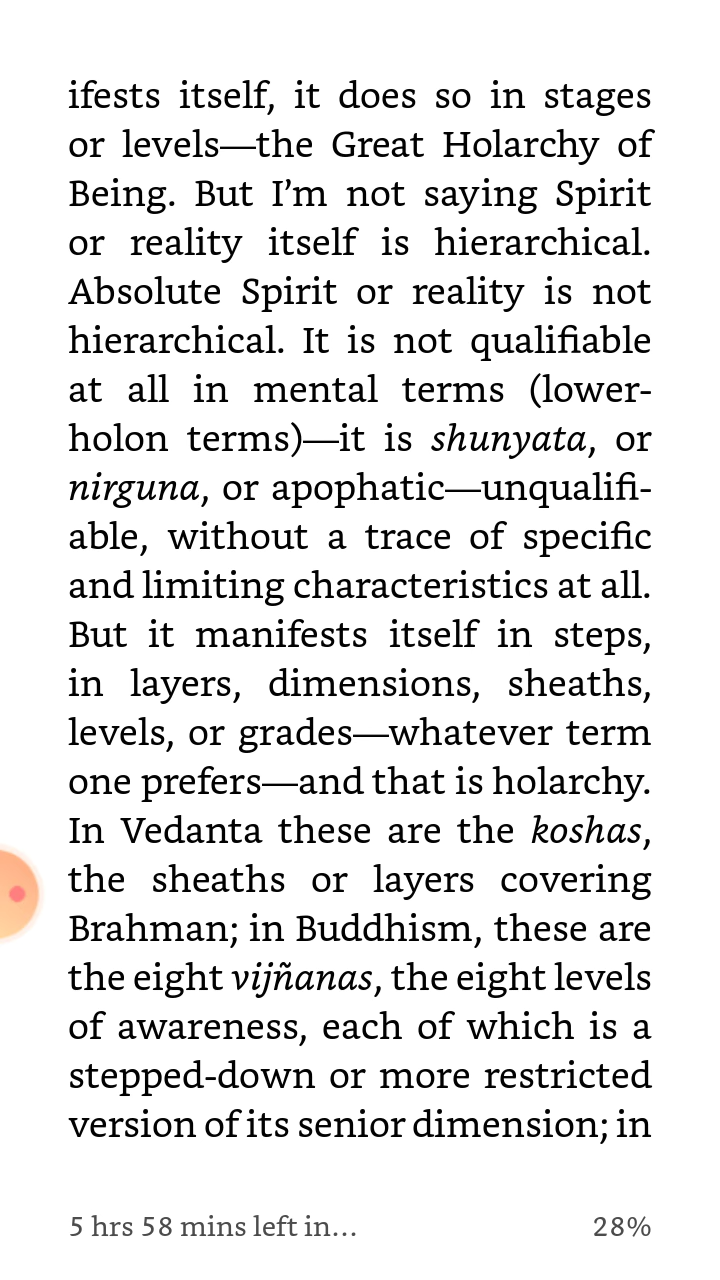 ifests itself, it does so in stages
or levels—the Great Holarchy of
Being. But I’m not saying Spirit
or reality itself is hierarchical.
Absolute Spirit or reality is not
hierarchical. It is not qualifiable
at all in mental terms (lower-
holon terms)—it is shunyata, or
nirguna, or apophatic—unqualifi-
able, without a trace of specific
and limiting characteristics at all.
But it manifests itself in steps,
in layers, dimensions, sheaths,
levels, or grades—whatever term
one prefers—and that is holarchy.
In Vedanta these are the koshas,
the sheaths or layers covering
Brahman; in Buddhism, these are
the eight vijñanas, the eight levels
of awareness, each of which is a
stepped-down or more restricted
version of its senior dimension; in
5 hrs 58 mins left in… 28%